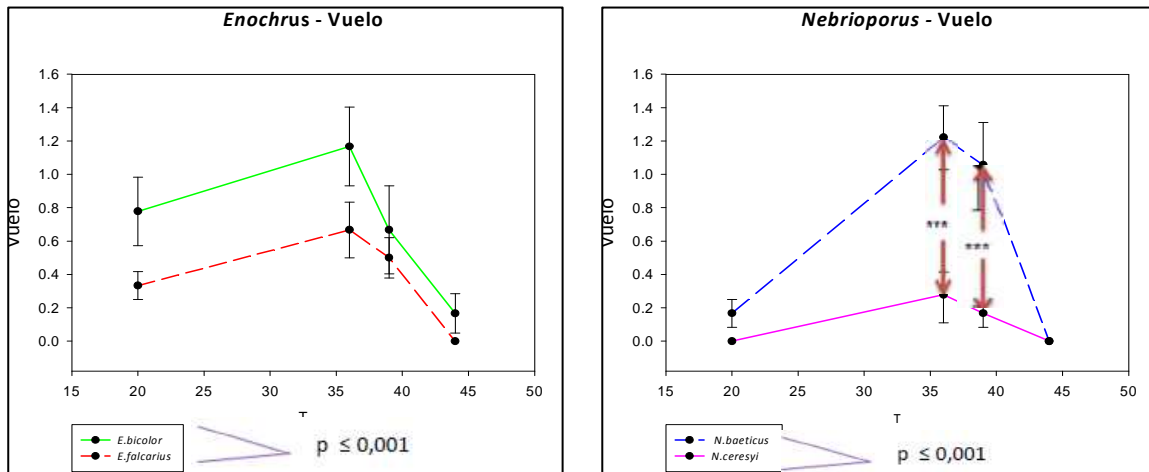 Enochrus - Vuelo
1.6
1.4
1.2
1.0
0.8
0.6
0.4
0.2
0.0
Vuelo
15 20 25 30 35 40 45 50
T
E.bicolor
E.falcarius
p ≤ 0,001
Nebrioporus - Vuelo
1.6
1.4
1.2
1.0
0.8
0.6
0.4
0.2
0.0
Vuelo
***
***
15 20 25 30 35 40 45 50
T
N.baeticus
N.ceresyi
p ≤ 0,001